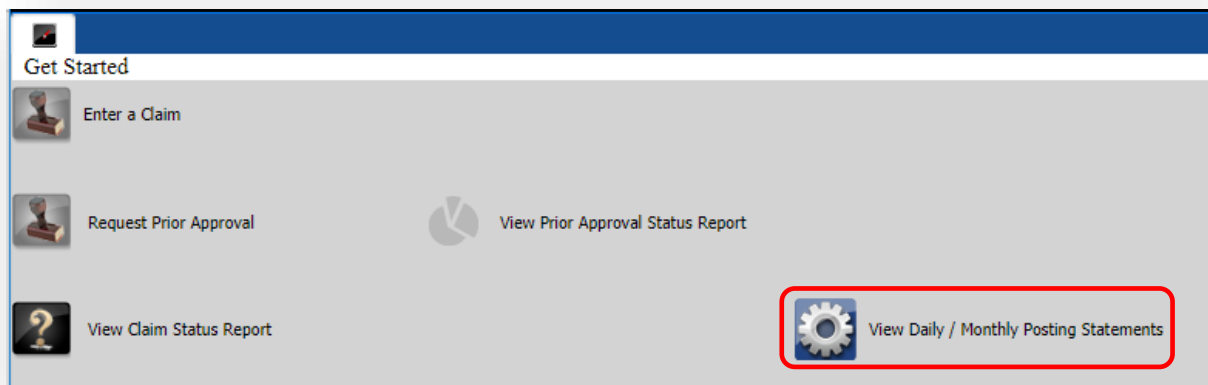 Get Started
Enter a Claim
Request Prior Approval
View Prior Approval Status Report
View Claim Status Report
View Daily / Monthly Posting Statements